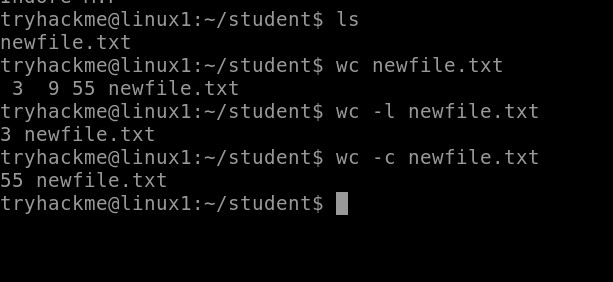 tryhackme@linux1:~/student$ ls
newfile.txt
tryhackme@linux1:~/student$ wc newfile.txt
 3  9 55 newfile.txt
tryhackme@linux1:~/student$ wc -l newfile.txt
3 newfile.txt
tryhackme@linux1:~/student$ wc -c newfile.txt
55 newfile.txt
tryhackme@linux1:~/student$